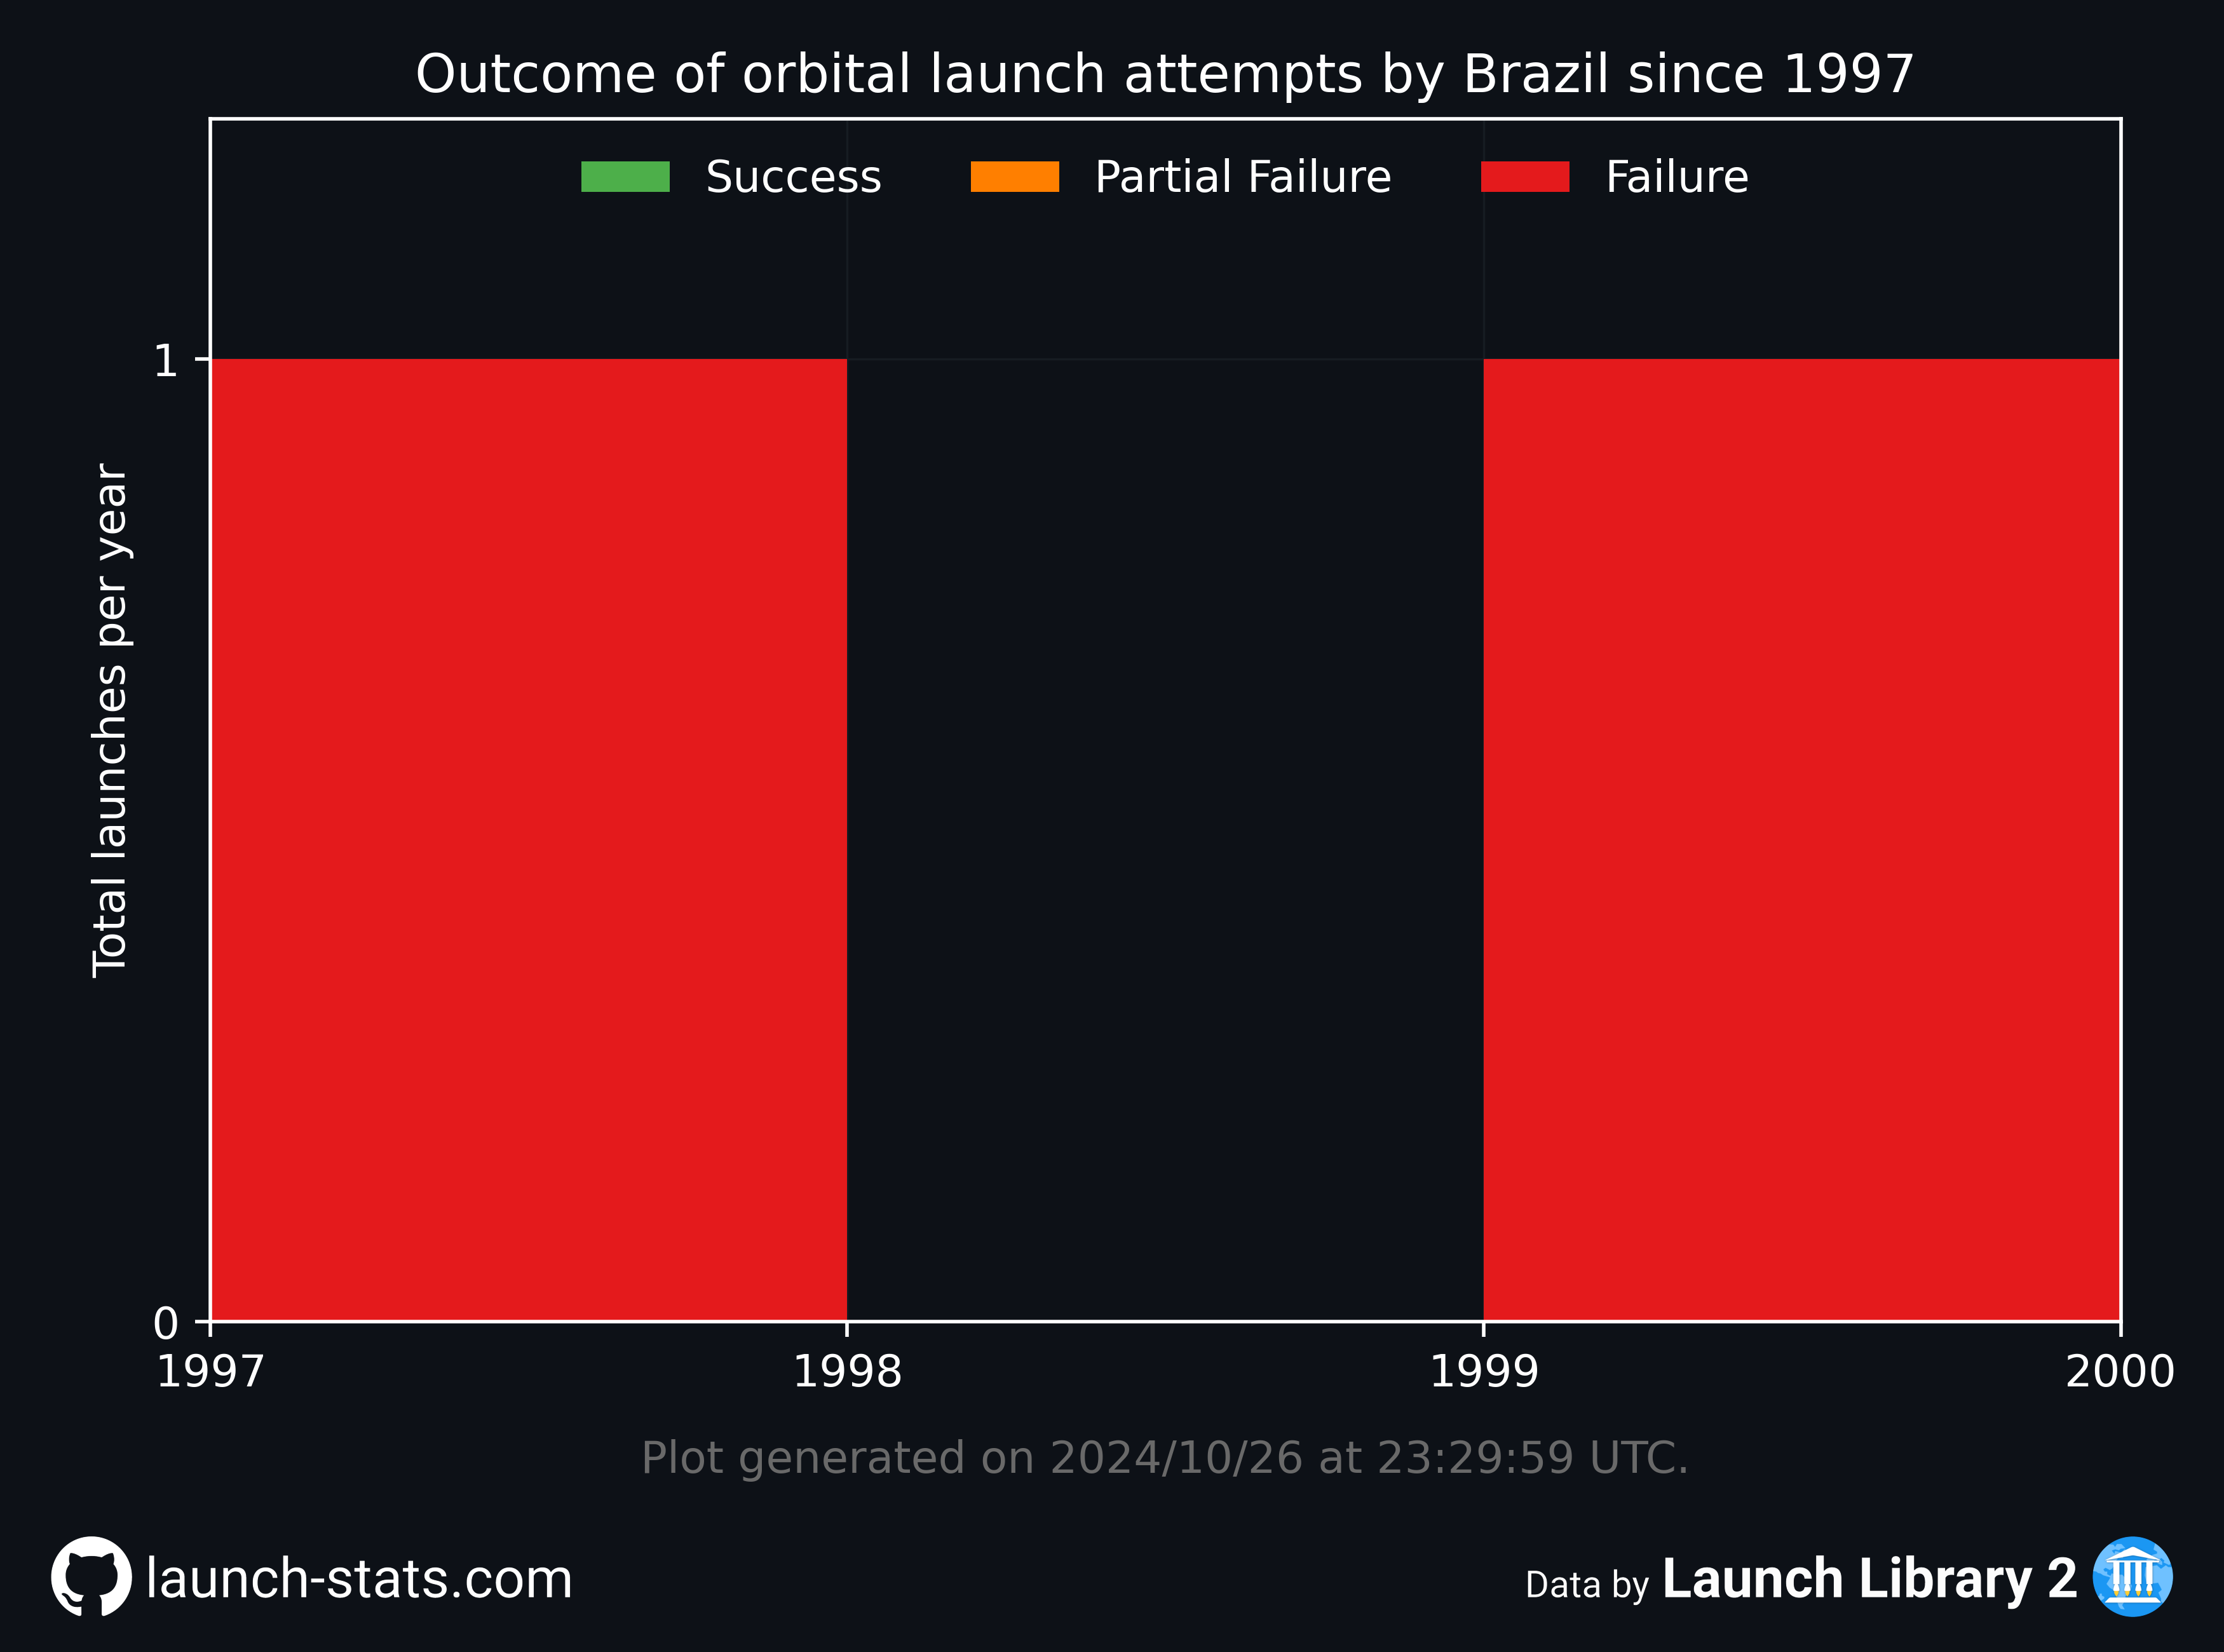 Outcome of orbital launch attempts by Brazil since 1997
Success Partial Failure Failure
Total launches per year
1
0
1997 1998 1999 2000
Plot generated on 2024/10/26 at 23:29:59 UTC.
launch-stats.com
Data by Launch Library 2